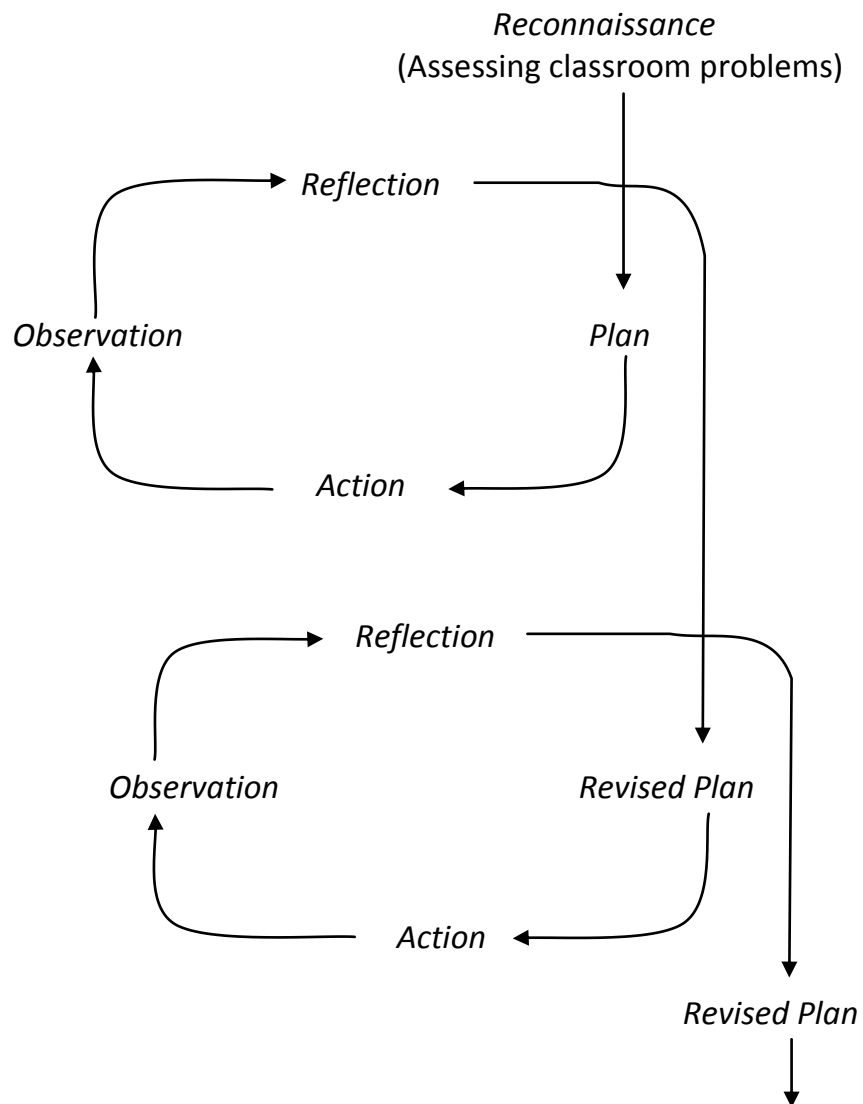 Reconnaissance
(Assessing classroom problems)
Reflection
Observation
Plan
Action
Reflection
Observation
Revised Plan
Action
Revised Plan